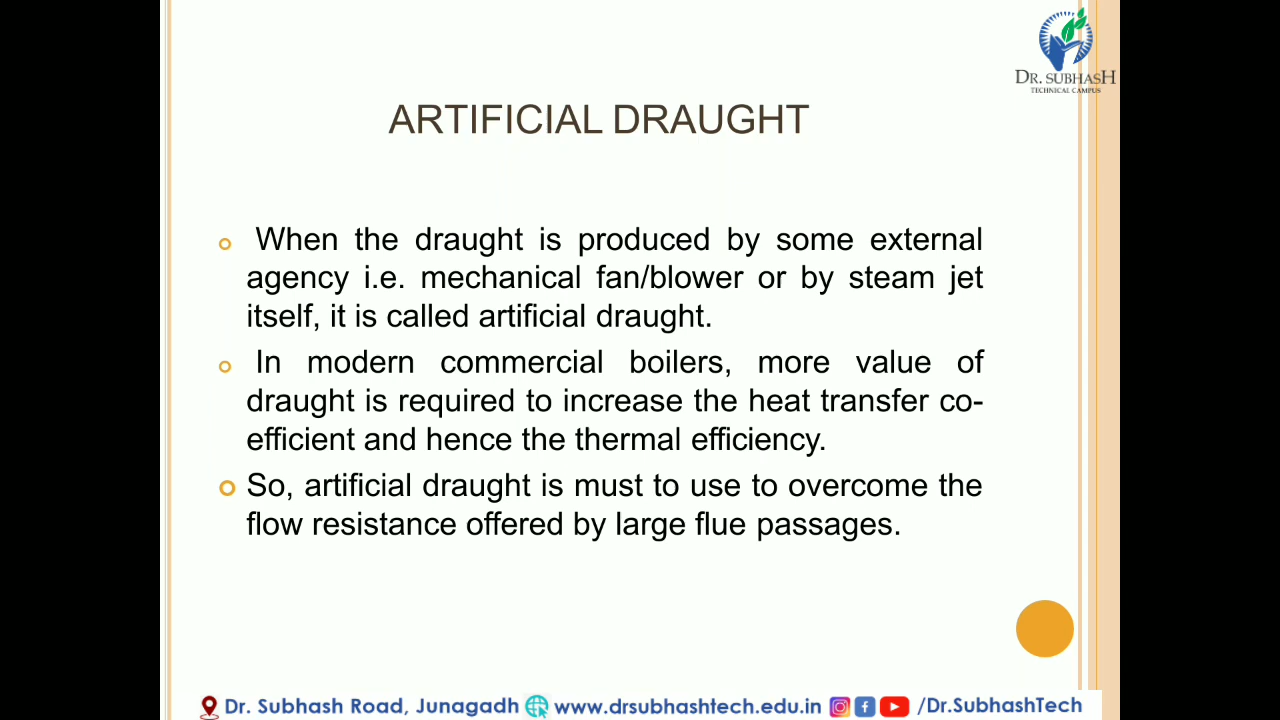 DR. SUBHASH
TECHNICAL CAMPUS
ARTIFICIAL DRAUGHT
When the draught is produced by some external
agency i.e. mechanical fan/blower or by steam jet
itself, it is called artificial draught.
In modern commercial boilers, more value of
draught is required to increase the heat transfer co-
efficient and hence the thermal efficiency.
So, artificial draught is must to use to overcome the
flow resistance offered by large flue passages.
Dr. Subhash Road, Junagadh www.drsubhashtech.edu.in /Dr.SubhashTech